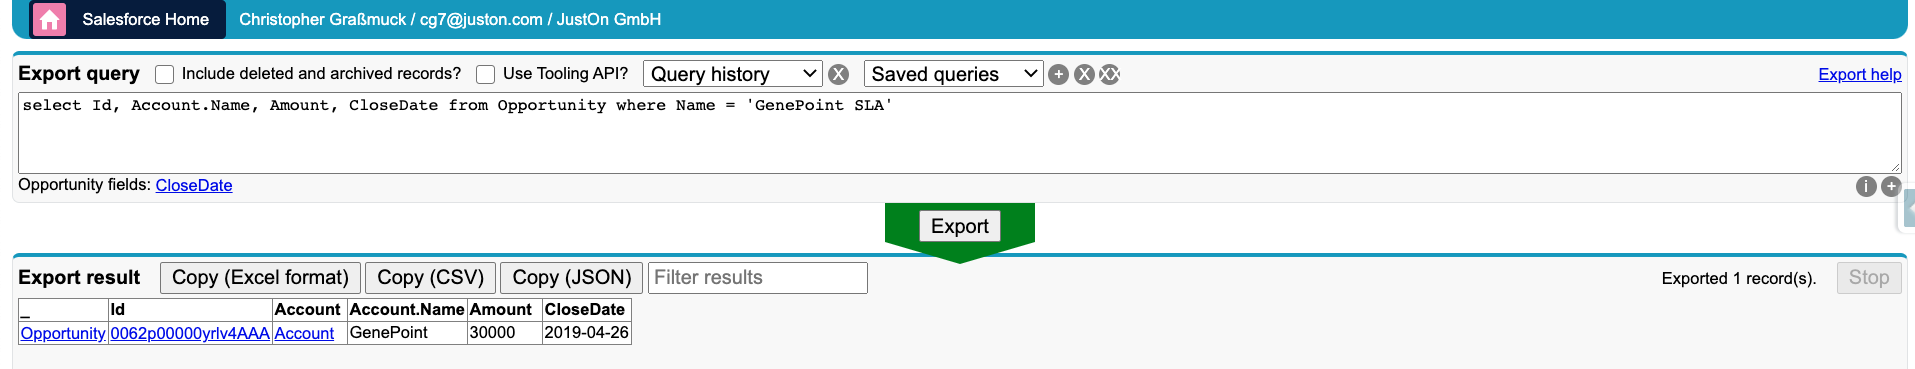 Salesforce Home Christopher Graßmuck / cg7@juston.com / JustOn GmbH
Export query Include deleted and archived records? Use Tooling API? Query history X Saved queries + X XX Export help
select Id, Account.Name, Amount, CloseDate from Opportunity where Name = 'GenePoint SLA'
Opportunity fields: CloseDate i +
Export
Export result Copy (Excel format) Copy (CSV) Copy (JSON) Filter results Exported 1 record(s). Stop
_ Id Account Account.Name Amount CloseDate
Opportunity 0062p00000yrlv4AAA Account GenePoint 30000 2019-04-26